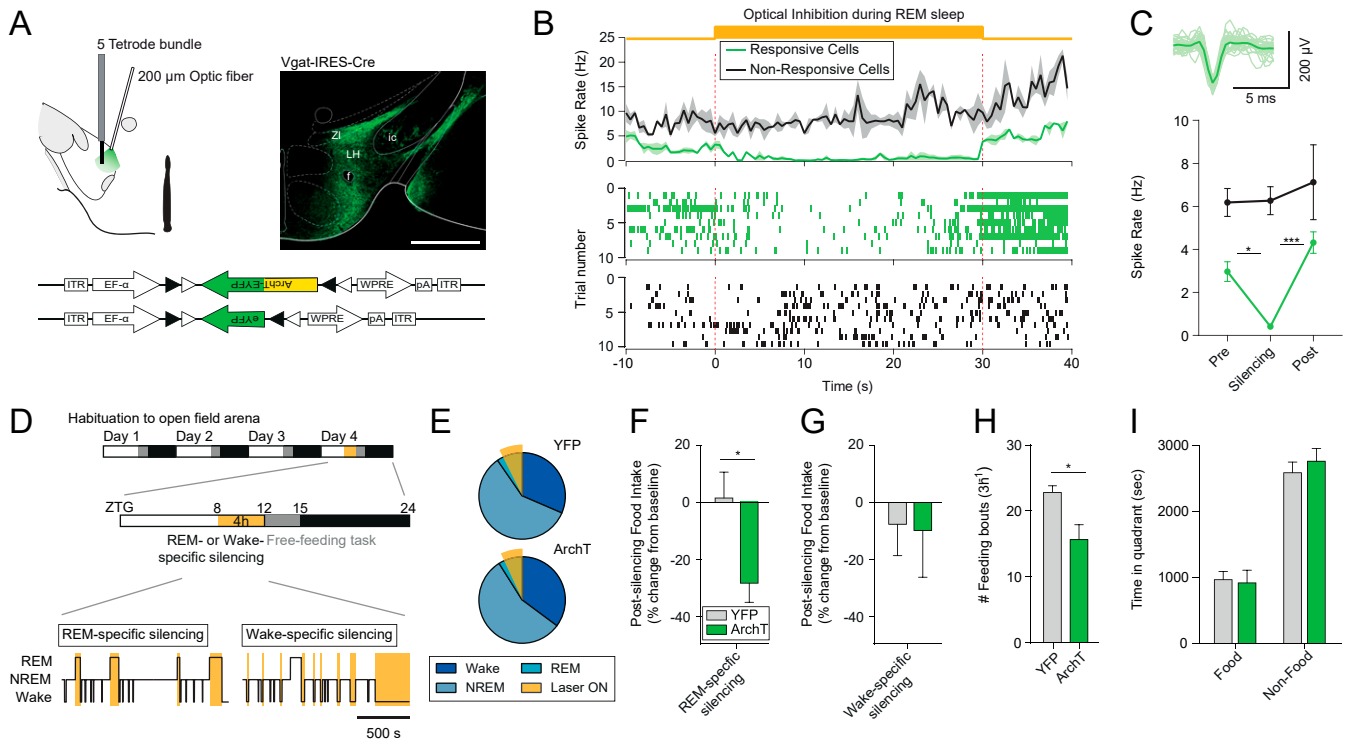 A
5 Tetrode bundle
200 µm Optic fiber
Vgat-IRES-Cre
ZI
ic
LH
f
ITR EF-α ArchT-EYFP WPRE pA ITR
ITR EF-α eYFP WPRE pA ITR
B
Optical Inhibition during REM sleep
Responsive Cells
Non-Responsive Cells
Spike Rate (Hz)
25
20
15
10
5
0
Trial number
0
5
10
0
5
10
-10 0 10 20 30 40
Time (s)
C
200 µV
5 ms
Spike Rate (Hz)
10
8
6
4
2
0
* ***
Pre Silencing Post
D
Habituation to open field arena
Day 1 Day 2 Day 3 Day 4
ZTG 8 12 15 24
4h
REM- or Wake-specific silencing
Free-feeding task
REM-specific silencing
Wake-specific silencing
REM
NREM
Wake
500 s
E
YFP
ArchT
Wake REM
NREM Laser ON
F
Post-silencing Food Intake
(% change from baseline)
20
0
-20
-40
*
YFP
ArchT
REM-specific
silencing
G
Post-silencing Food Intake
(% change from baseline)
20
0
-20
-40
Wake-specific
silencing
H
# Feeding bouts (3h¹)
30
20
10
0
*
YFP ArchT
I
Time in quadrant (sec)
3000
2000
1000
0
Food Non-Food